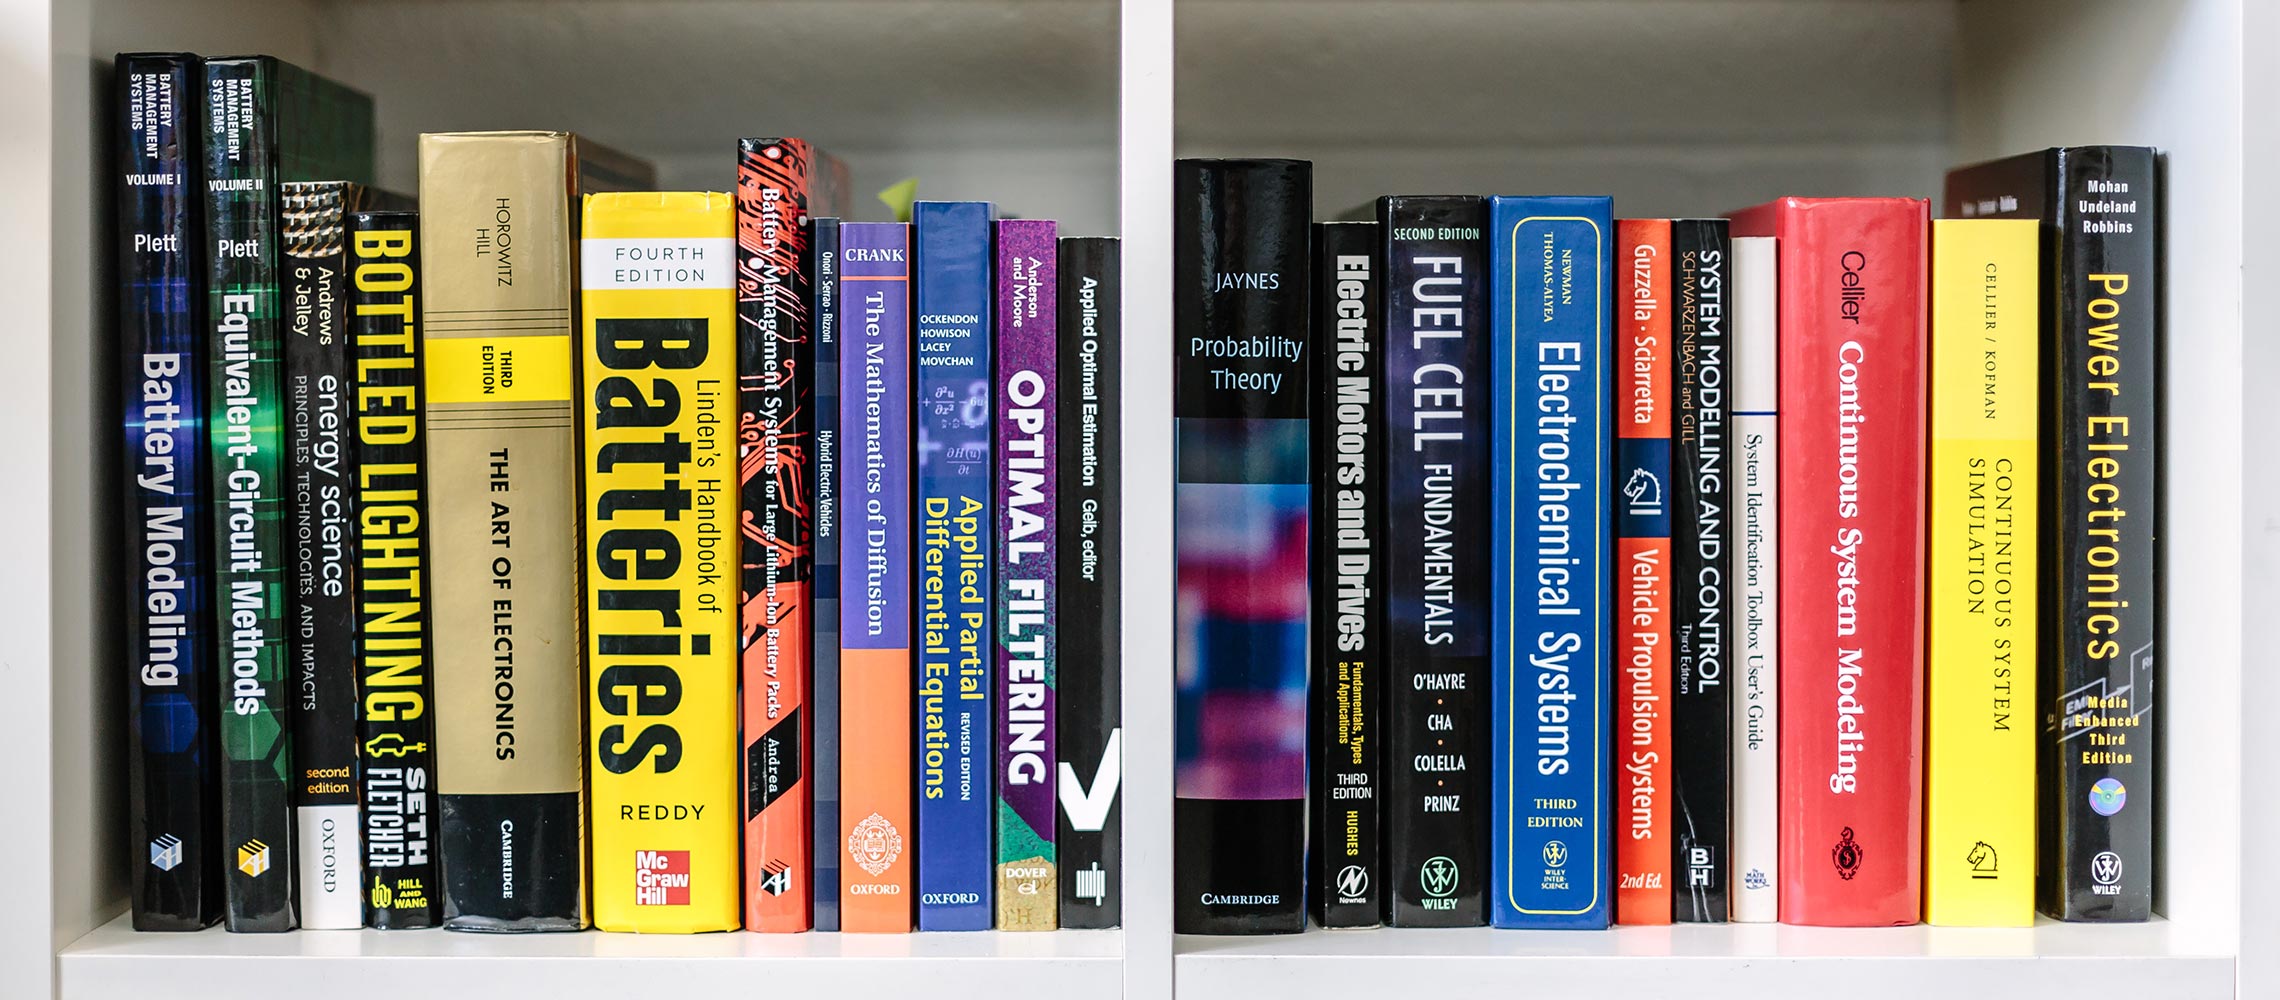 BATTERY
MANAGEMENT
SYSTEMS
VOLUME I
Plett
Battery Modeling
BATTERY
MANAGEMENT
SYSTEMS
VOLUME II
Plett
Equivalent-Circuit Methods
Andrews
& Jelley
energy science
PRINCIPLES, TECHNOLOGIES, AND IMPACTS
second
edition
OXFORD
BOTTLED LIGHTNING
SETH
FLETCHER
HILL
AND
WANG
HOROWITZ
HILL
THIRD
EDITION
THE ART OF ELECTRONICS
CAMBRIDGE
FOURTH
EDITION
Linden's Handbook of
Batteries
REDDY
Mc
Graw
Hill
Battery Management Systems for Large Lithium-Ion Battery Packs
Andrea
Onori · Serrao · Rizzoni
Hybrid Electric Vehicles
CRANK
The Mathematics of Diffusion
OXFORD
OCKENDON
HOWISON
LACEY
MOVCHAN
Applied Partial
Differential Equations
REVISED EDITION
OXFORD
Anderson
and Moore
OPTIMAL FILTERING
DOVER
Applied Optimal Estimation Gelb, editor
JAYNES
Probability
Theory
CAMBRIDGE
Electric Motors and Drives
Fundamentals, Types
and Applications
THIRD
EDITION
HUGHES
Newnes
SECOND EDITION
FUEL CELL FUNDAMENTALS
O'HAYRE
CHA
COLELLA
PRINZ
WILEY
NEWMAN
THOMAS-ALYEA
Electrochemical Systems
THIRD
EDITION
WILEY
INTER-
SCIENCE
Guzzella · Sciarretta
Vehicle Propulsion Systems
2nd Ed.
SYSTEM MODELLING AND CONTROL
SCHWARZENBACH and GILL
Third Edition
B
H
System Identification Toolbox User's Guide
The
MATH
WORKS
Cellier
Continuous System Modeling
CELLIER / KOFMAN
CONTINUOUS SYSTEM
SIMULATION
Mohan
Undeland
Robbins
Power Electronics
Media
Enhanced
Third
Edition
WILEY